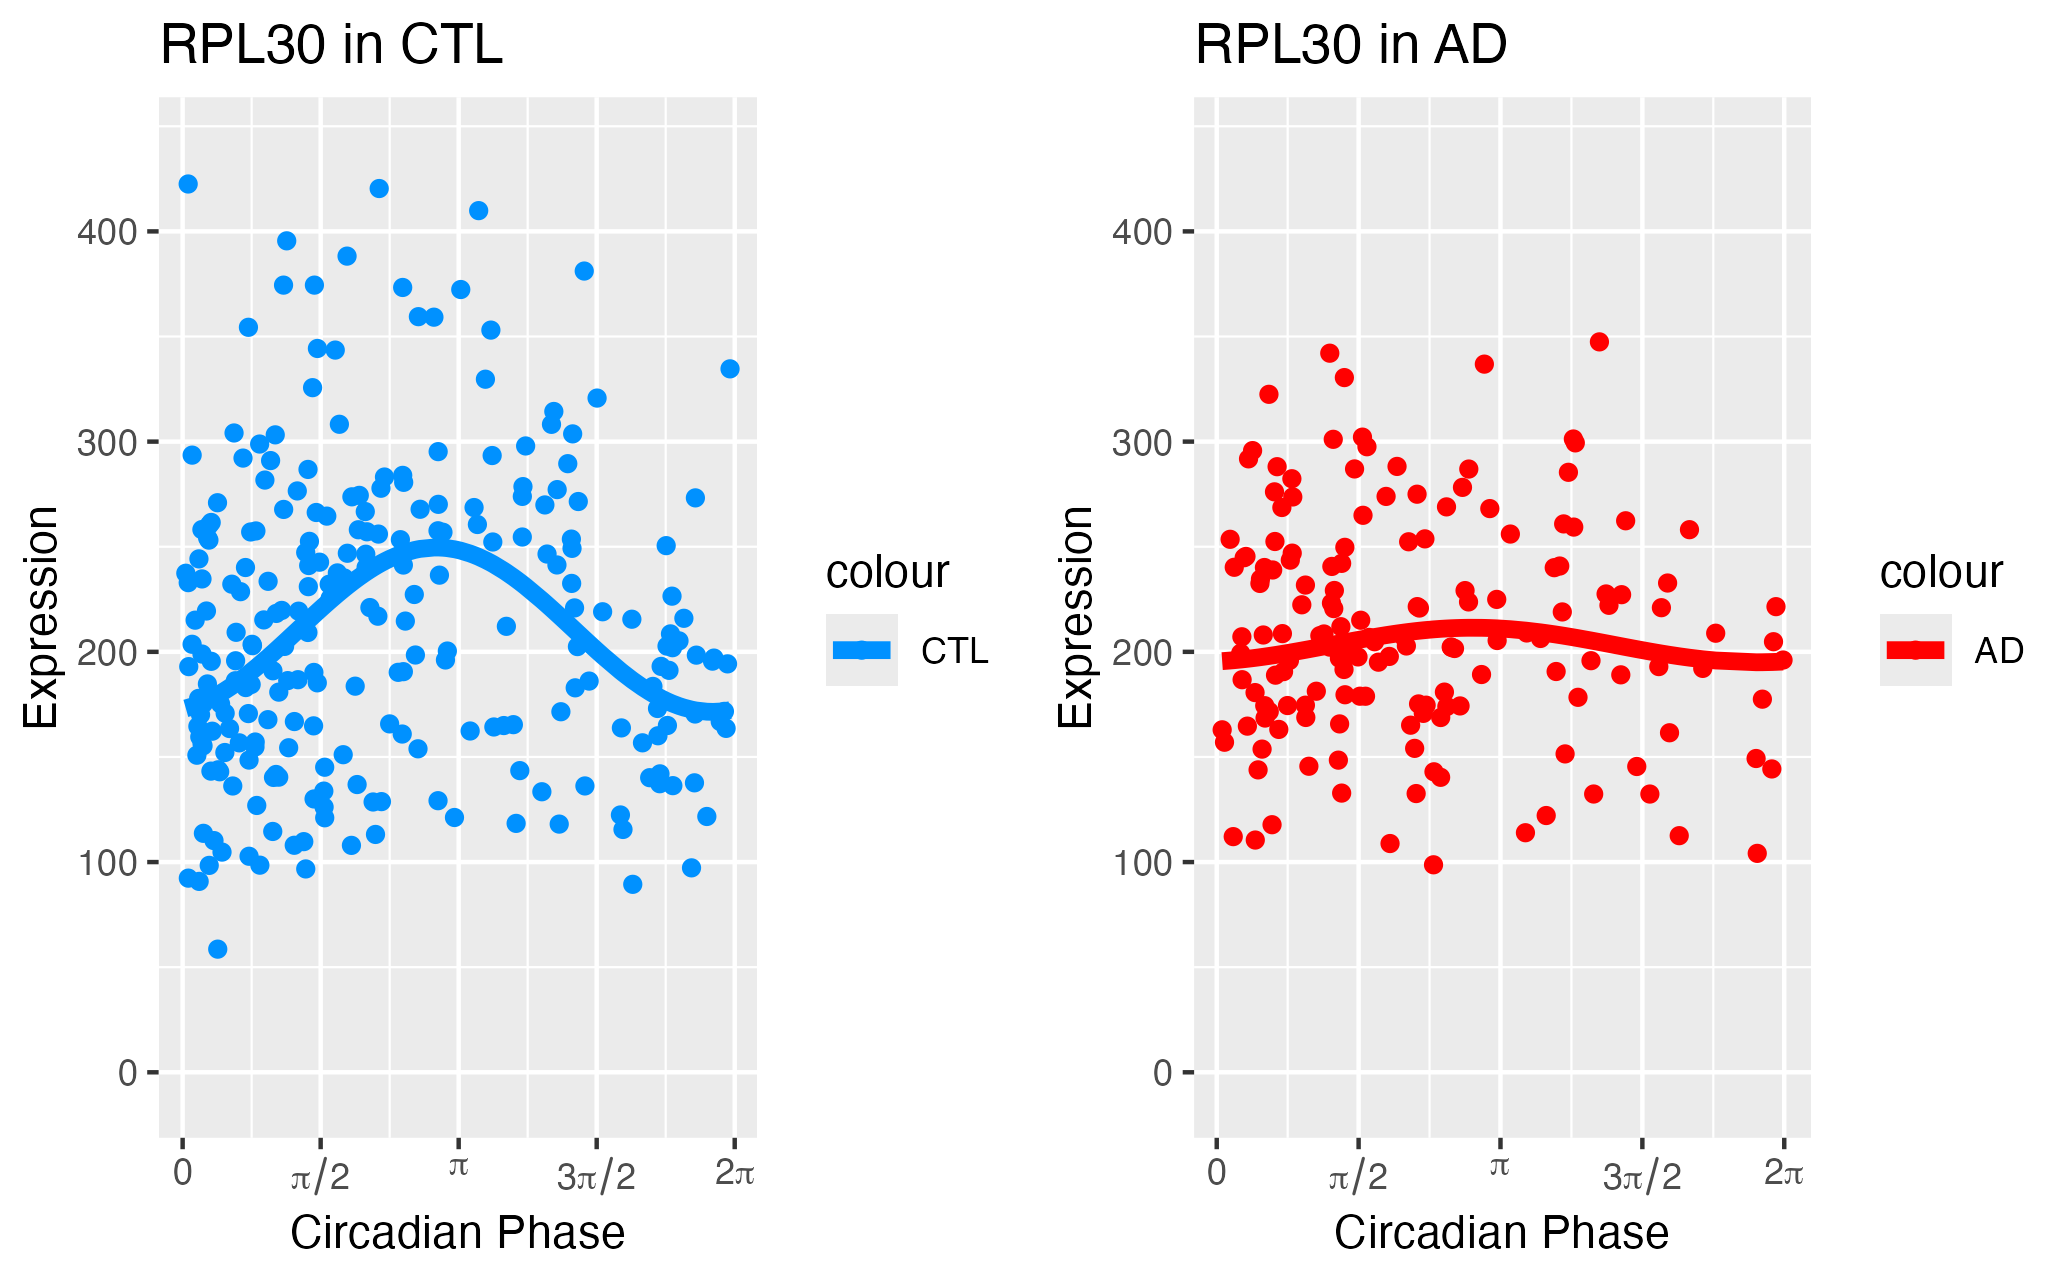 RPL30 in CTL
Expression
400
300
200
100
0
0 π/2 π 3π/2 2π
Circadian Phase
colour
CTL
RPL30 in AD
Expression
400
300
200
100
0
0 π/2 π 3π/2 2π
Circadian Phase
colour
AD